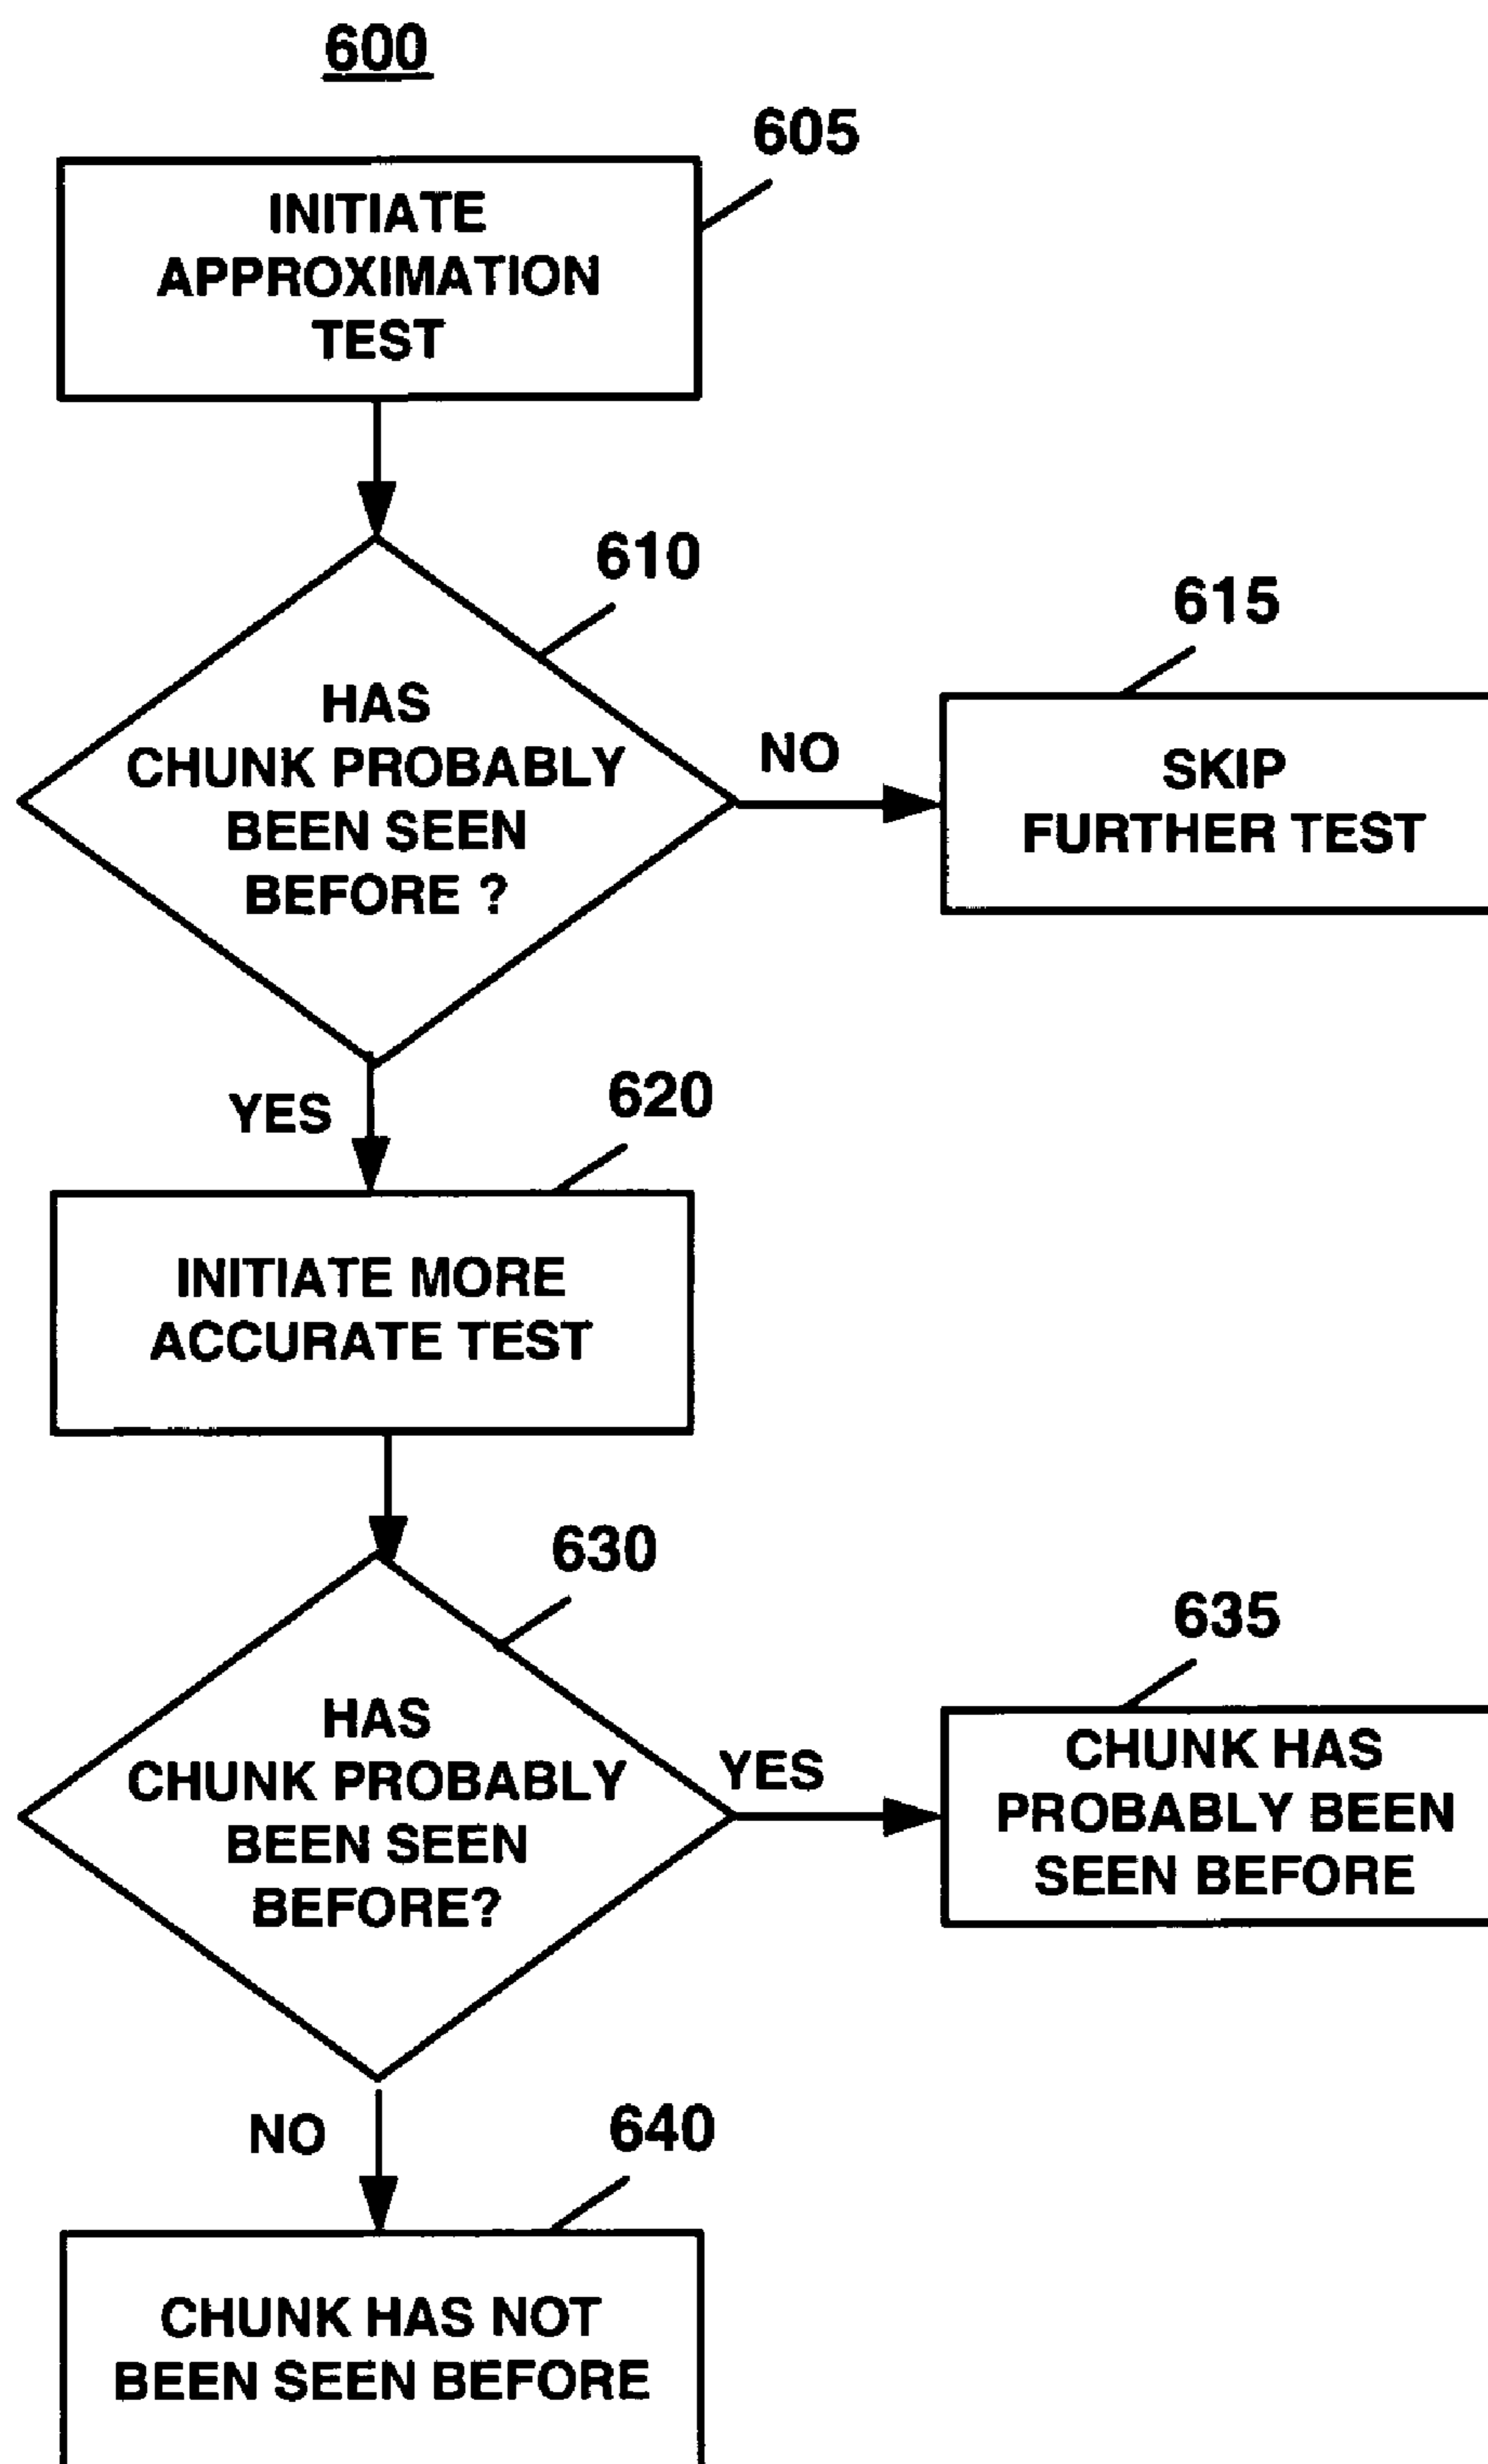 600
605
INITIATE
APPROXIMATION
TEST
610
HAS
CHUNK PROBABLY
BEEN SEEN
BEFORE ?
NO
615
SKIP
FURTHER TEST
YES
620
INITIATE MORE
ACCURATE TEST
630
HAS
CHUNK PROBABLY
BEEN SEEN
BEFORE?
YES
635
CHUNK HAS
PROBABLY BEEN
SEEN BEFORE
NO
640
CHUNK HAS NOT
BEEN SEEN BEFORE